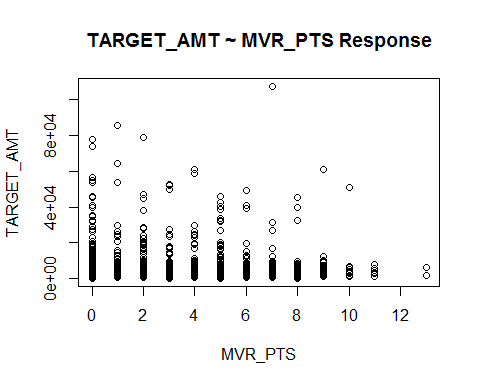 TARGET_AMT ~ MVR_PTS Response
TARGET_AMT
8e+04
4e+04
0e+00
0 2 4 6 8 10 12
MVR_PTS